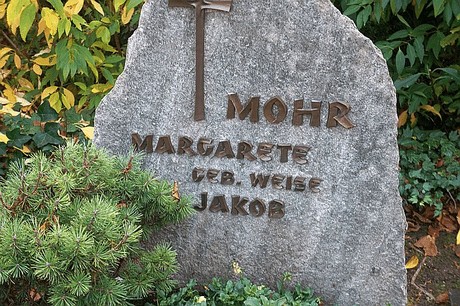 MOHR
MARGARETE
GEB. WEISE
JAKOB